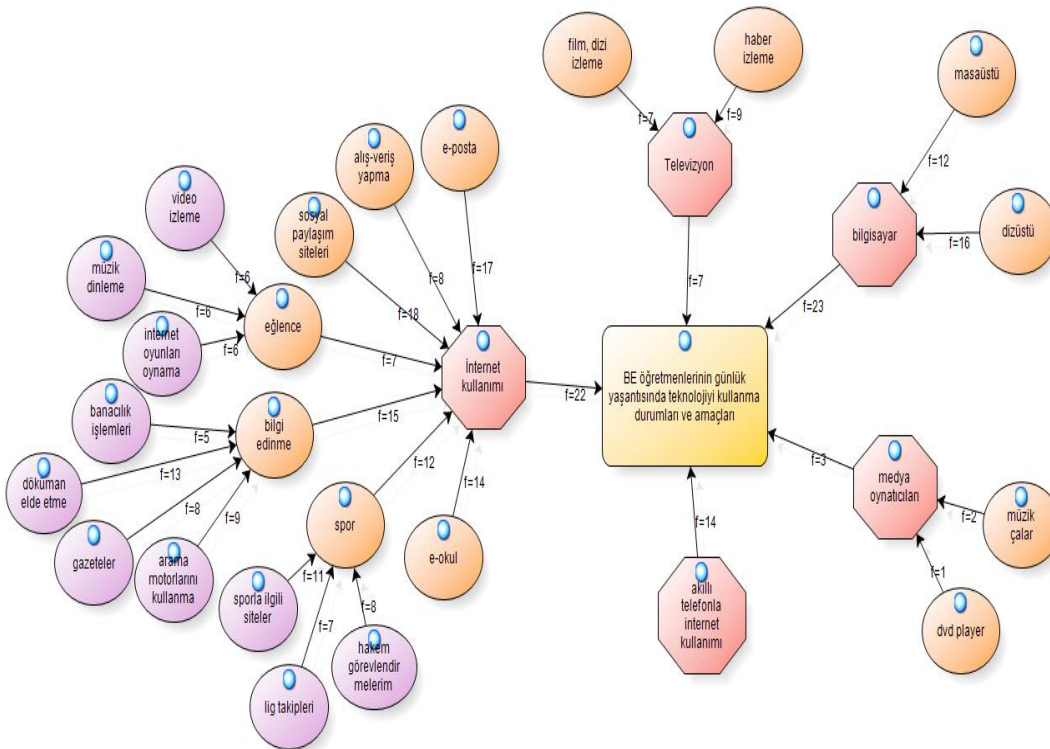 film, dizi
izleme
f=7
haber
izleme
f=9
Televizyon
f=7
masaüstü
f=12
dizüstü
f=16
bilgisayar
f=23
e-posta
f=17
alış-veriş
yapma
f=8
sosyal
paylaşım
siteleri
f=18
video
izleme
f=6
müzik
dinleme
f=6
internet
oyunları
oynama
f=6
eğlence
f=7
İnternet
kullanımı
f=22
BE öğretmenlerinin günlük
yaşantısında teknolojiyi kullanma
durumları ve amaçları
banacılık
işlemleri
f=5
döküman
elde etme
f=13
gazeteler
f=8
arama
motorlarını
kullanma
f=9
bilgi
edinme
f=15
spor
f=12
sporla ilgili
siteler
f=11
lig takipleri
f=7
hakem
görevlendir
melerim
f=8
e-okul
f=14
akıllı
telefonla
internet
kullanımı
f=14
medya
oynatıcıları
f=3
müzik
çalar
f=2
dvd player
f=1